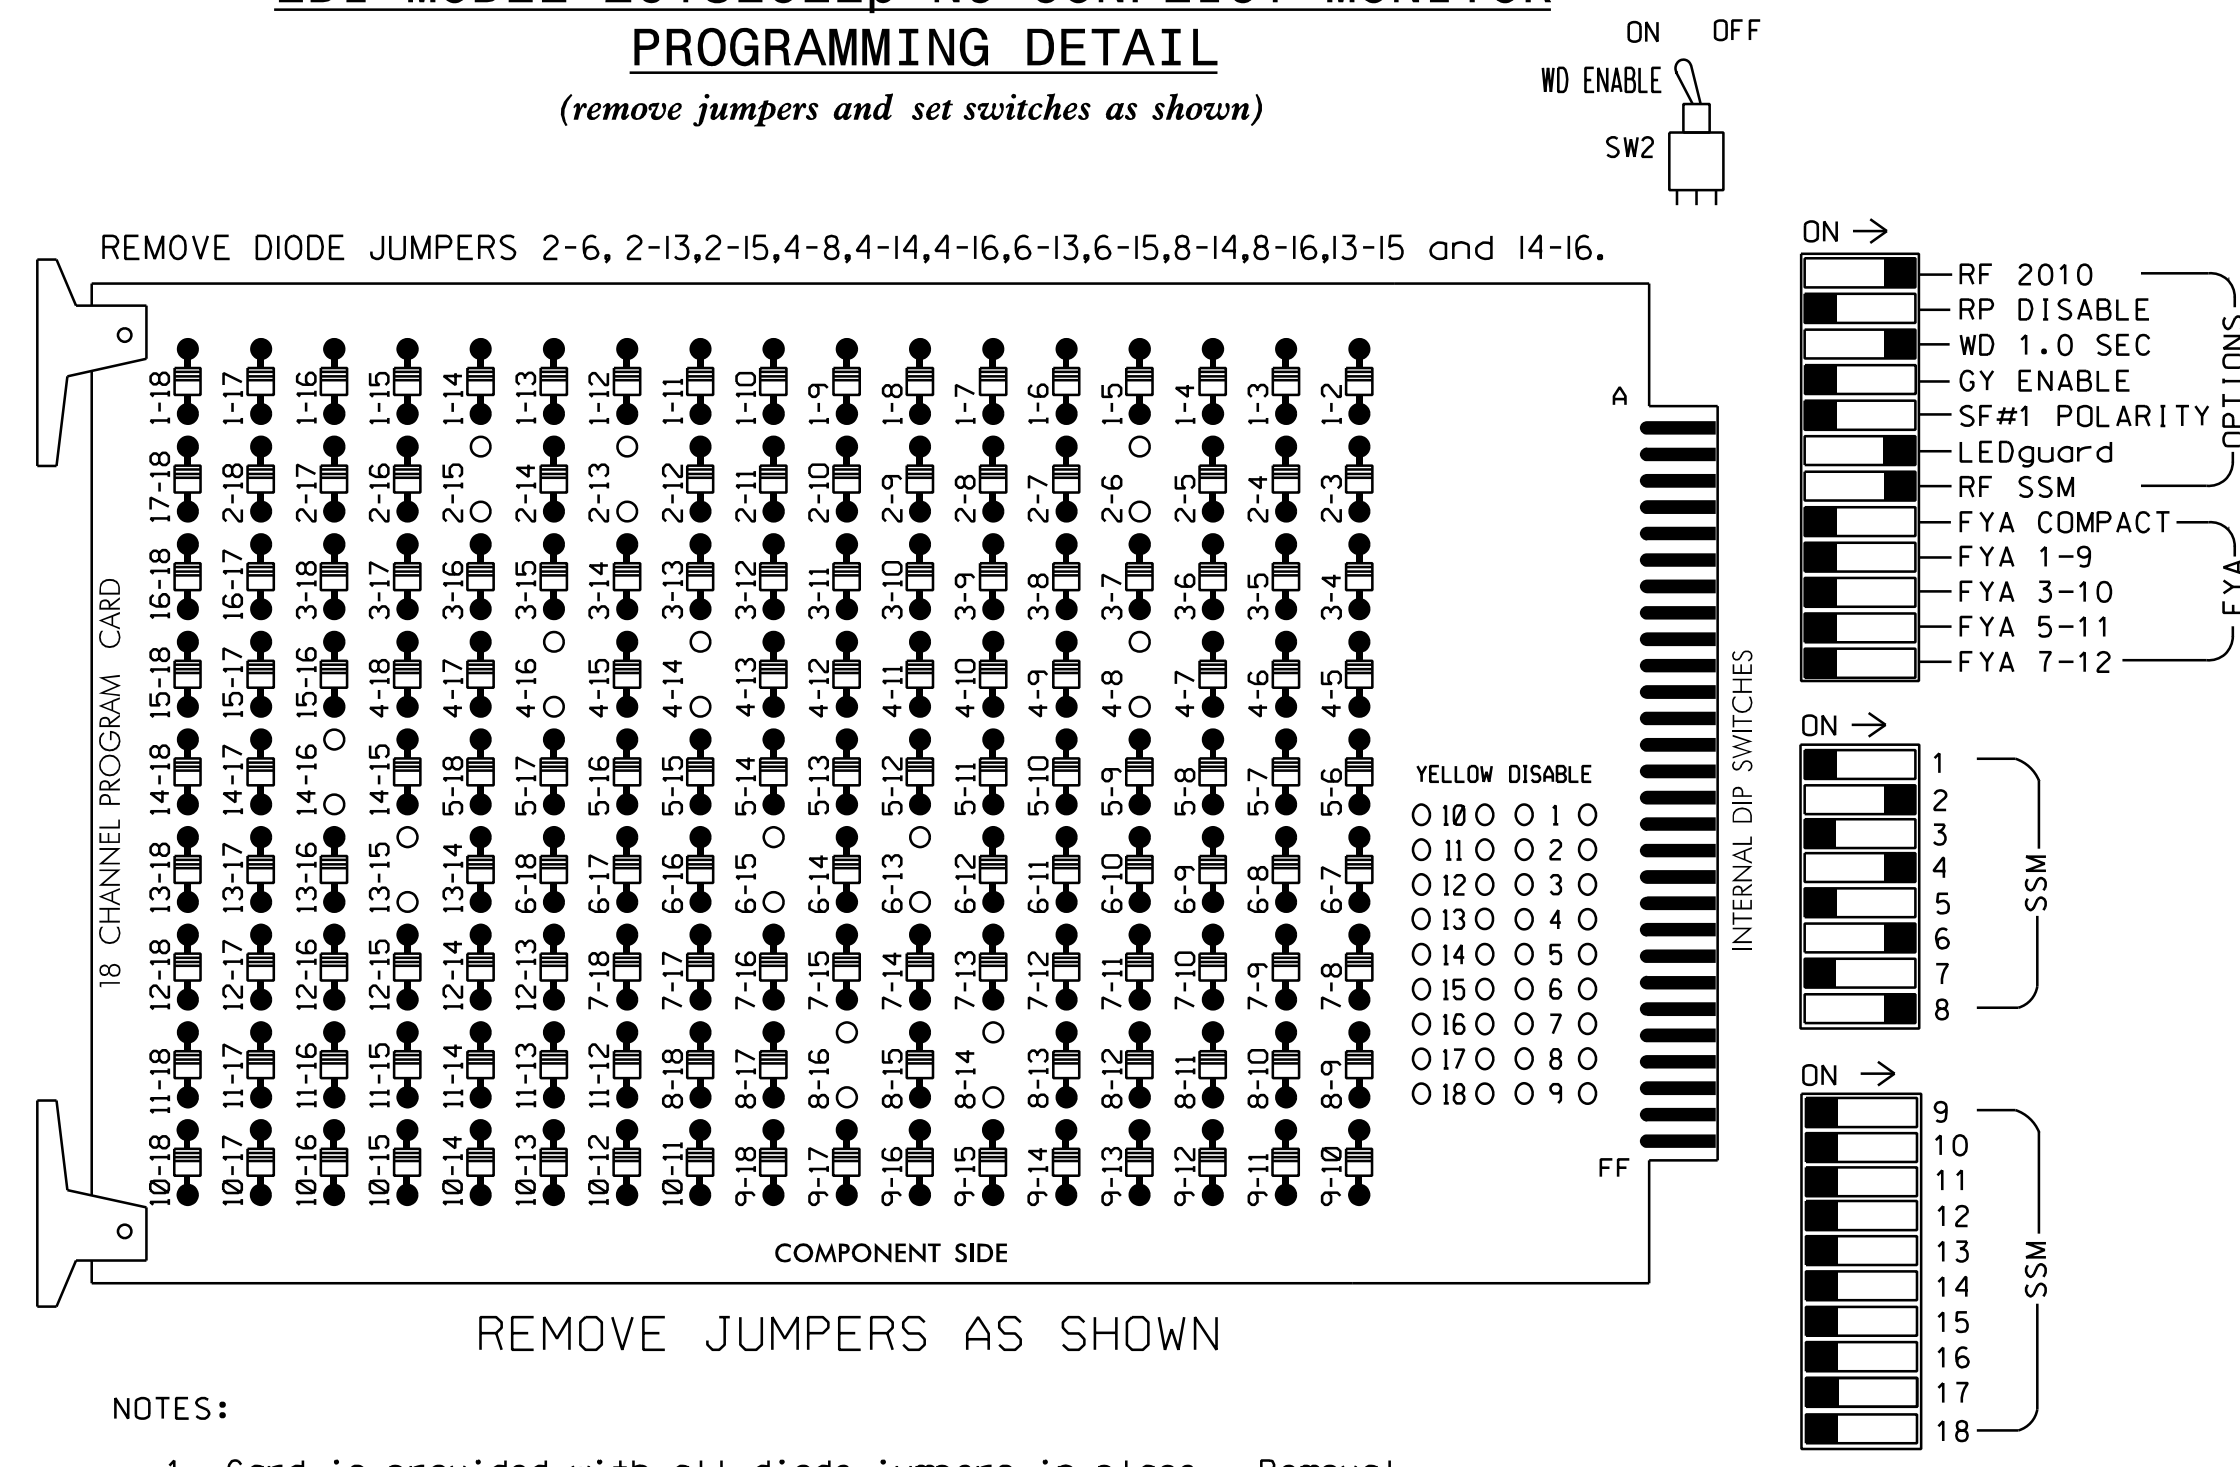 PROGRAMMING DETAIL
(remove jumpers and set switches as shown)
ON OFF
WD ENABLE
SW2
REMOVE DIODE JUMPERS 2-6, 2-13,2-15,4-8,4-14,4-16,6-13,6-15,8-14,8-16,13-15 and 14-16.
18 CHANNEL PROGRAM CARD
1-18 1-17 1-16 1-15 1-14 1-13 1-12 1-11 1-10 1-9 1-8 1-7 1-6 1-5 1-4 1-3 1-2
17-18 2-18 2-17 2-16 2-15 2-14 2-13 2-12 2-11 2-10 2-9 2-8 2-7 2-6 2-5 2-4 2-3
16-18 16-17 3-18 3-17 3-16 3-15 3-14 3-13 3-12 3-11 3-10 3-9 3-8 3-7 3-6 3-5 3-4
15-18 15-17 15-16 4-18 4-17 4-16 4-15 4-14 4-13 4-12 4-11 4-10 4-9 4-8 4-7 4-6 4-5
14-18 14-17 14-16 14-15 5-18 5-17 5-16 5-15 5-14 5-13 5-12 5-11 5-10 5-9 5-8 5-7 5-6
13-18 13-17 13-16 13-15 13-14 6-18 6-17 6-16 6-15 6-14 6-13 6-12 6-11 6-10 6-9 6-8 6-7
12-18 12-17 12-16 12-15 12-14 12-13 7-18 7-17 7-16 7-15 7-14 7-13 7-12 7-11 7-10 7-9 7-8
11-18 11-17 11-16 11-15 11-14 11-13 11-12 8-18 8-17 8-16 8-15 8-14 8-13 8-12 8-11 8-10 8-9
10-18 10-17 10-16 10-15 10-14 10-13 10-12 10-11 9-18 9-17 9-16 9-15 9-14 9-13 9-12 9-11 9-10
YELLOW DISABLE
10 1
11 2
12 3
13 4
14 5
15 6
16 7
17 8
18 9
A
FF
COMPONENT SIDE
INTERNAL DIP SWITCHES
ON
RF 2010
RP DISABLE
WD 1.0 SEC
GY ENABLE
SF#1 POLARITY
LEDguard
RF SSM
OPTIONS
FYA COMPACT
FYA 1-9
FYA 3-10
FYA 5-11
FYA 7-12
FYA
ON
1
2
3
4
5
6
7
8
SSM
ON
9
10
11
12
13
14
15
16
17
18
SSM
REMOVE JUMPERS AS SHOWN
NOTES:
1. Card is provided with all diode jumpers in place. Removal